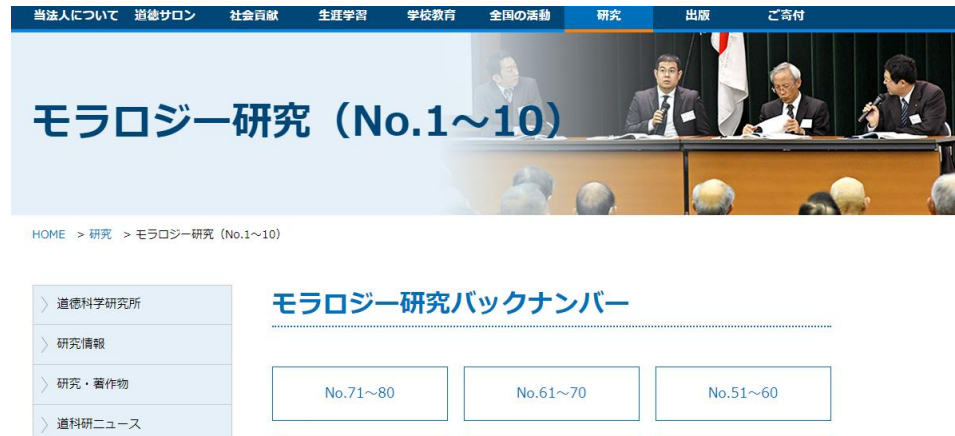 当法人について 道徳サロン 社会貢献 生涯学習 学校教育 全国の活動 研究 出版 ご寄付
モラロジー研究（No.1～10）
HOME > 研究 > モラロジー研究（No.1～10）
道徳科学研究所
研究情報
研究・著作物
道科研ニュース
モラロジー研究バックナンバー
No.71～80 No.61～70 No.51～60